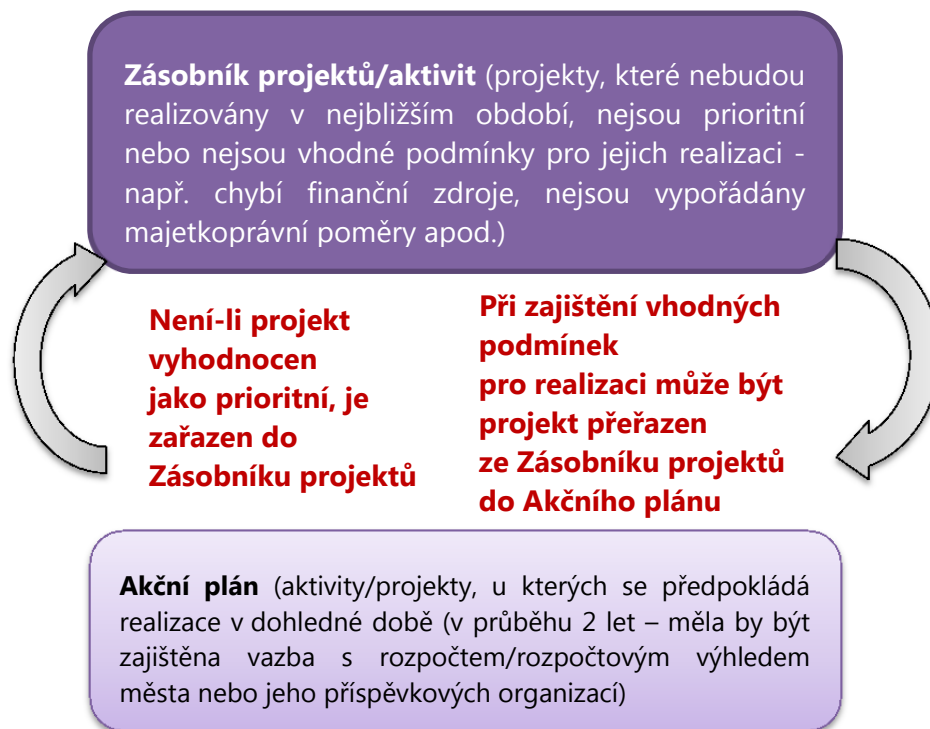 Zásobník projektů/aktivit (projekty, které nebudou
realizovány v nejbližším období, nejsou prioritní
nebo nejsou vhodné podmínky pro jejich realizaci -
např. chybí finanční zdroje, nejsou vypořádány
majetkoprávní poměry apod.)
Není-li projekt
vyhodnocen
jako prioritní, je
zařazen do
Zásobníku projektů
Při zajištění vhodných
podmínek
pro realizaci může být
projekt přeřazen
ze Zásobníku projektů
do Akčního plánu
Akční plán (aktivity/projekty, u kterých se předpokládá
realizace v dohledné době (v průběhu 2 let – měla by být
zajištěna vazba s rozpočtem/rozpočtovým výhledem
města nebo jeho příspěvkových organizací)